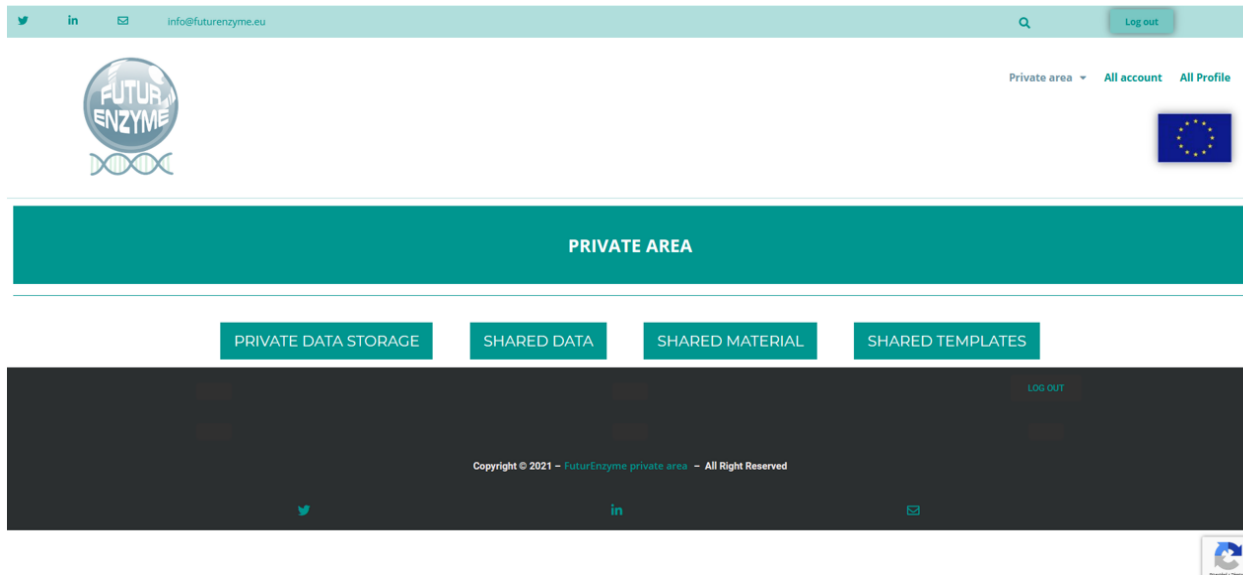 info@futurenzyme.eu
Log out
FUTUR
ENZYME
Private area
All account
All Profile
PRIVATE AREA
PRIVATE DATA STORAGE
SHARED DATA
SHARED MATERIAL
SHARED TEMPLATES
LOG OUT
Copyright © 2021 – FuturEnzyme private area – All Right Reserved